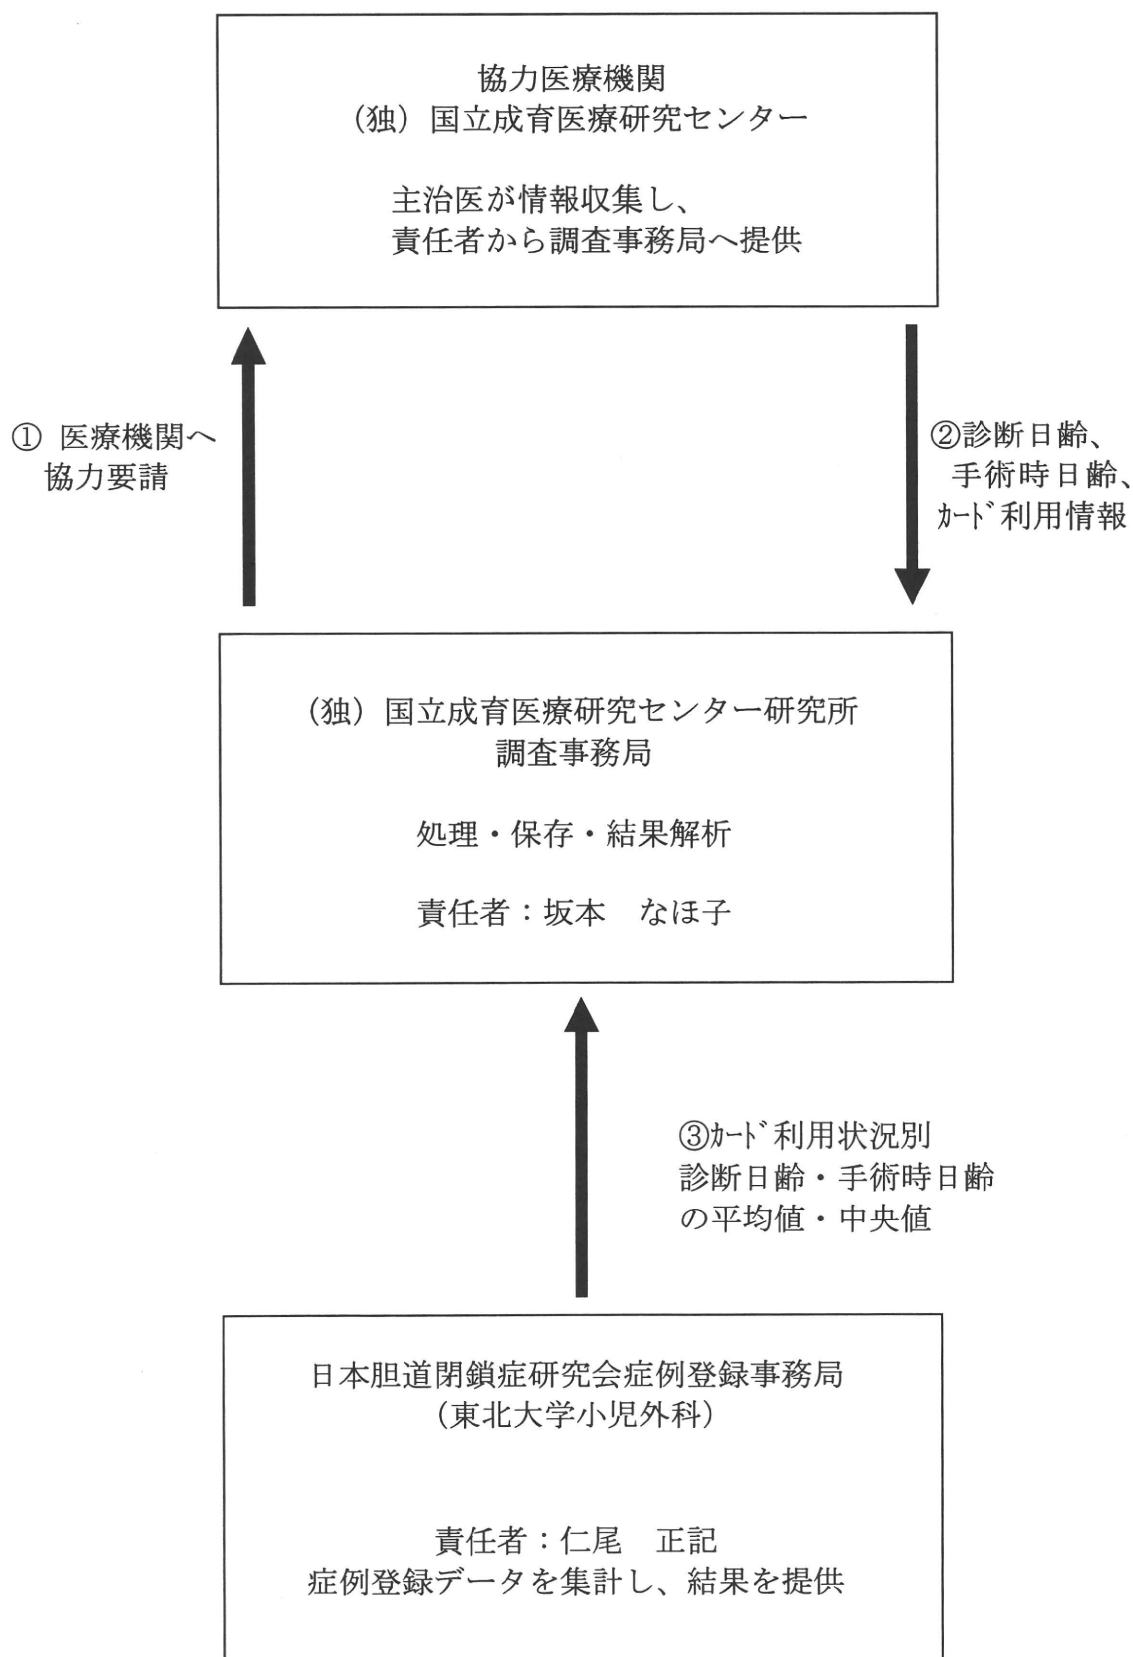 協力医療機関
(独) 国立成育医療研究センター
主治医が情報収集し、
責任者から調査事務局へ提供
① 医療機関へ
協力要請
②診断日齢、
手術時日齢、
ｶｰﾄﾞ利用情報
(独) 国立成育医療研究センター研究所
調査事務局
処理・保存・結果解析
責任者：坂本　なほ子
③ｶｰﾄﾞ利用状況別
診断日齢・手術時日齢
の平均値・中央値
日本胆道閉鎖症研究会症例登録事務局
(東北大学小児外科)
責任者：仁尾　正記
症例登録データを集計し、結果を提供